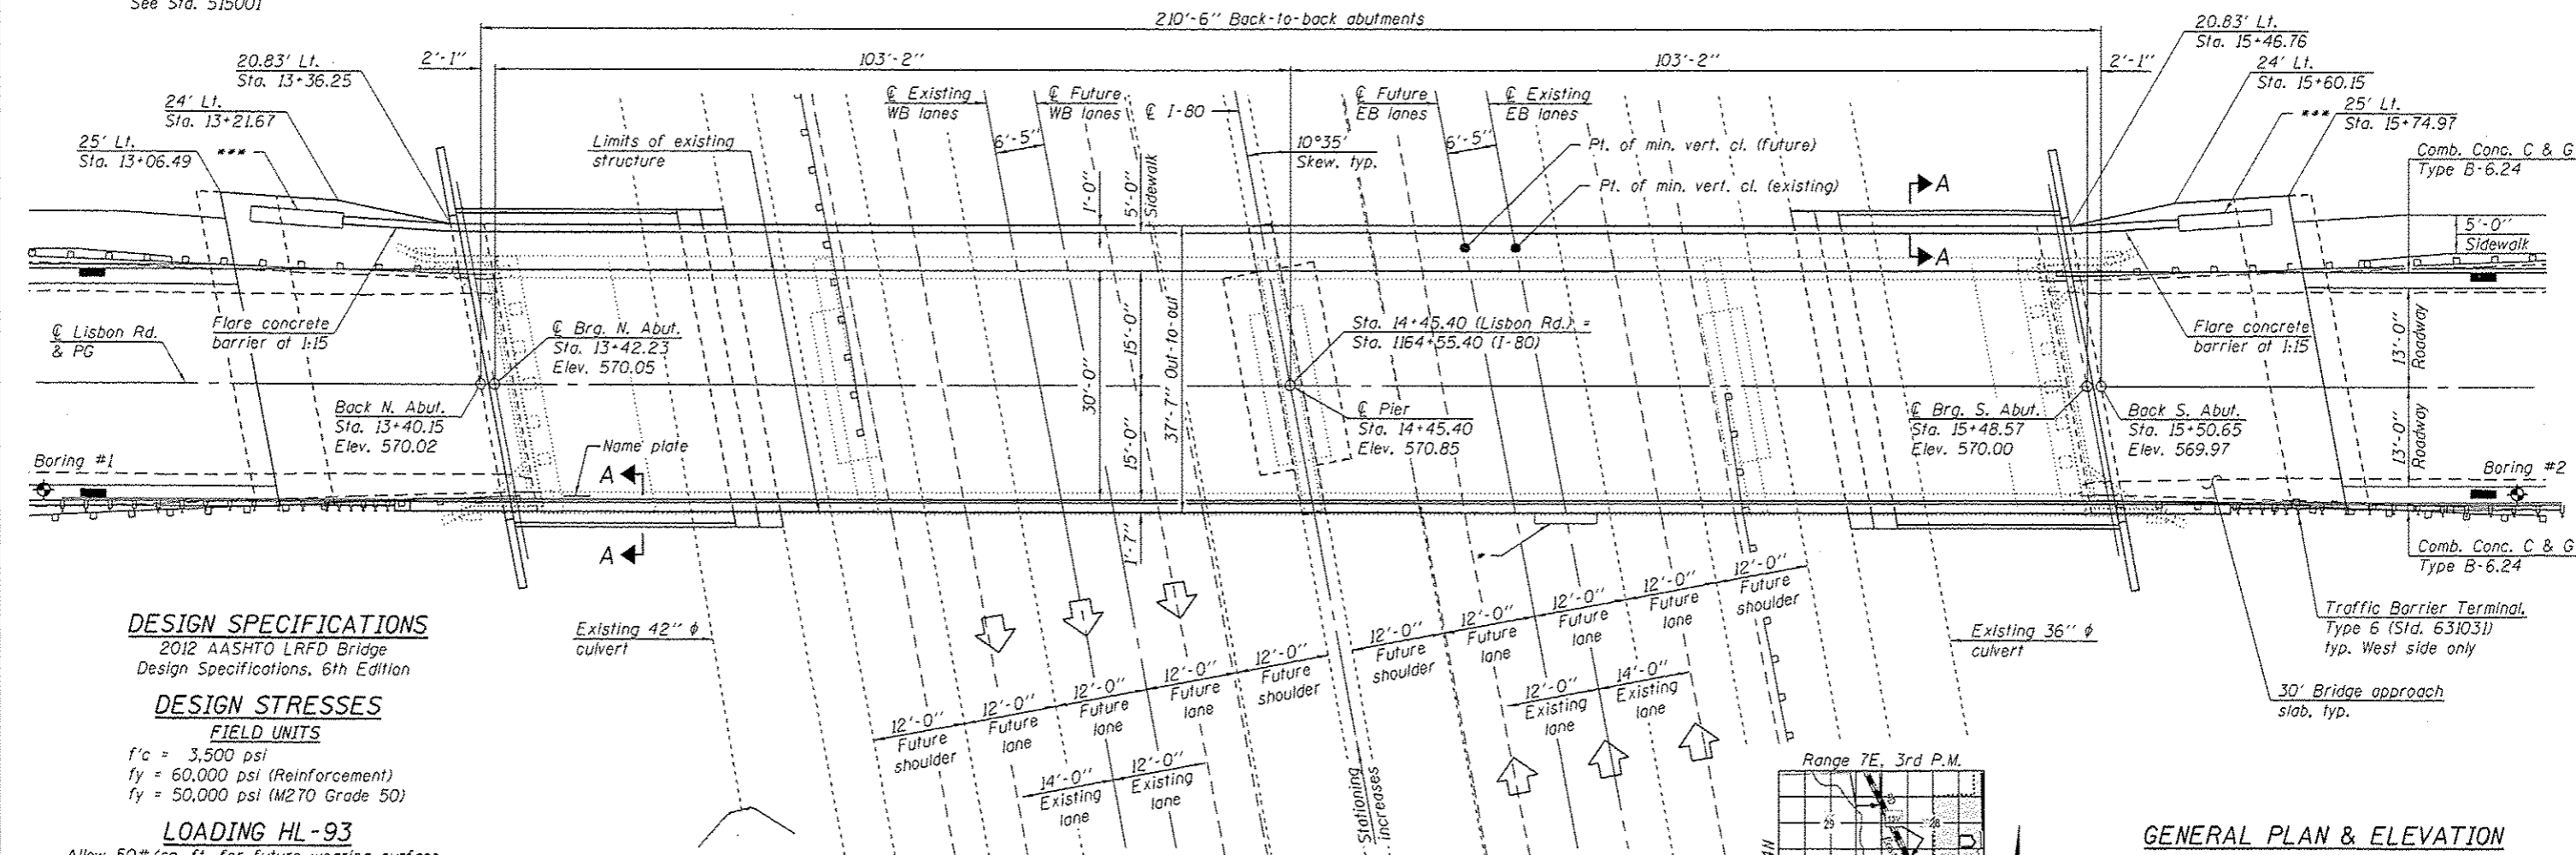 See Sta. 515001
210'-6" Back-to-back abutments
20.83' Lt.
Sta. 13+36.25
2'-1"
103'-2"
103'-2"
2'-1"
20.83' Lt.
Sta. 15+46.76
24' Lt.
Sta. 13+21.67
25' Lt.
Sta. 13+06.49
***
Limits of existing
structure
℄ Existing
WB lanes
℄ Future
WB lanes
6'-5"
℄ I-80
10°35'
Skew, typ.
℄ Future
EB lanes
℄ Existing
EB lanes
6'-5"
Pt. of min. vert. cl. (future)
Pt. of min. vert. cl. (existing)
24' Lt.
Sta. 15+60.15
25' Lt.
*** Sta. 15+74.97
Comb. Conc. C & G
Type B-6.24
1'-0"
5'-0"
Sidewalk
A
A
5'-0"
Sidewalk
℄ Lisbon Rd.
& PG
Flare concrete
barrier at 1:15
℄ Brg. N. Abut.
Sta. 13+42.23
Elev. 570.05
Back N. Abut.
Sta. 13+40.15
Elev. 570.02
30'-0"
15'-0"
15'-0"
37'-7" Out-to-out
1'-7"
Sta. 14+45.40 (Lisbon Rd.) =
Sta. 1164+55.40 (I-80)
℄ Pier
Sta. 14+45.40
Elev. 570.85
℄ Brg. S. Abut.
Sta. 15+48.57
Elev. 570.00
Back S. Abut.
Sta. 15+50.65
Elev. 569.97
Flare concrete
barrier at 1:15
13'-0"
Roadway
13'-0"
Roadway
Boring #1
Name plate
A
A
*
Boring #2
Comb. Conc. C & G
Type B-6.24
Traffic Barrier Terminal,
Type 6 (Std. 631031)
typ. West side only
30' Bridge approach
slab, typ.
Existing 42" ϕ
culvert
Existing 36" ϕ
culvert
12'-0"
Future
shoulder
12'-0"
Future
lane
12'-0"
Future
lane
12'-0"
Future
lane
12'-0"
Future
shoulder
12'-0"
Future
shoulder
12'-0"
Future
lane
12'-0"
Future
lane
12'-0"
Future
lane
12'-0"
Future
shoulder
14'-0"
Existing
lane
12'-0"
Existing
lane
12'-0"
Existing
lane
14'-0"
Existing
lane
Stationing
increases
DESIGN SPECIFICATIONS
2012 AASHTO LRFD Bridge
Design Specifications, 6th Edition
DESIGN STRESSES
FIELD UNITS
f'c = 3,500 psi
fy = 60,000 psi (Reinforcement)
fy = 50,000 psi (M270 Grade 50)
LOADING HL-93
Allow 50#/sq. ft. for future wearing surface
Range 7E, 3rd P.M.
29
28
GENERAL PLAN & ELEVATION